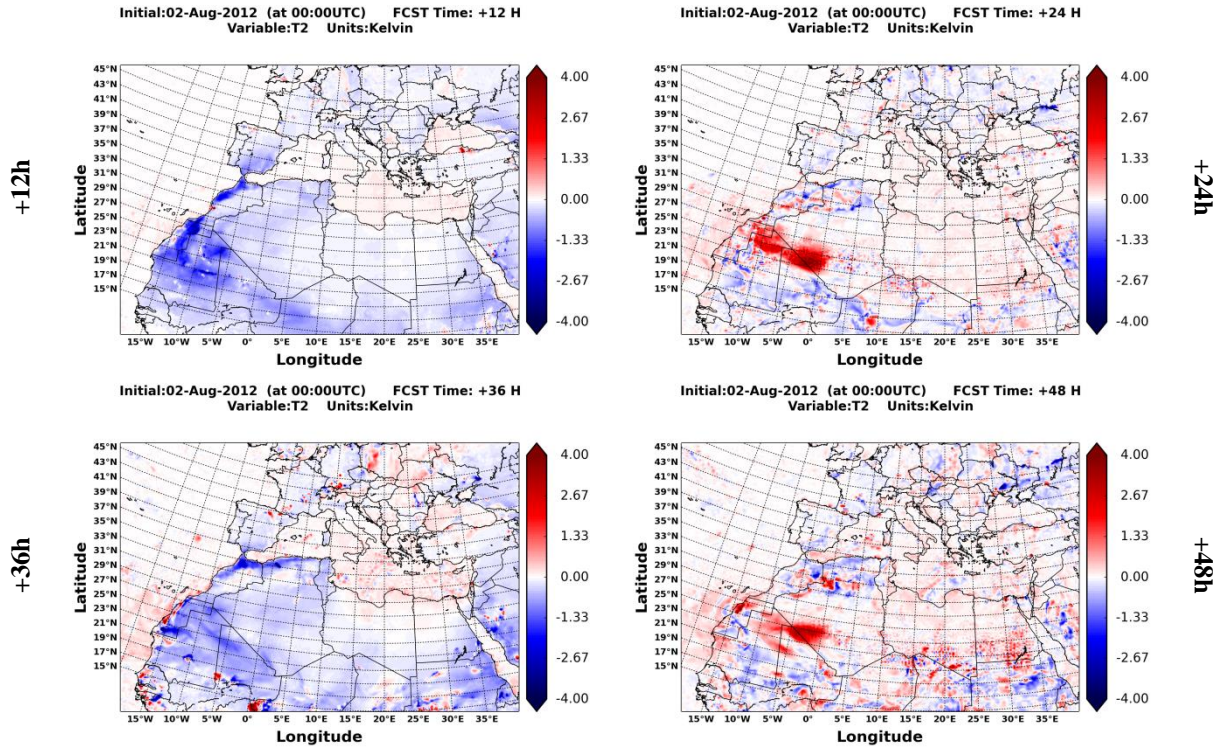 Initial:02-Aug-2012 (at 00:00UTC) FCST Time: +12 H
Variable:T2 Units:Kelvin
+12h
Latitude
45°N
43°N
41°N
39°N
37°N
35°N
33°N
31°N
29°N
27°N
25°N
23°N
21°N
19°N
17°N
15°N
15°W 10°W 5°W 0° 5°E 10°E 15°E 20°E 25°E 30°E 35°E
Longitude
4.00
2.67
1.33
0.00
-1.33
-2.67
-4.00
Initial:02-Aug-2012 (at 00:00UTC) FCST Time: +24 H
Variable:T2 Units:Kelvin
Latitude
45°N
43°N
41°N
39°N
37°N
35°N
33°N
31°N
29°N
27°N
25°N
23°N
21°N
19°N
17°N
15°N
15°W 10°W 5°W 0° 5°E 10°E 15°E 20°E 25°E 30°E 35°E
Longitude
4.00
2.67
1.33
0.00
-1.33
-2.67
-4.00
+24h
Initial:02-Aug-2012 (at 00:00UTC) FCST Time: +36 H
Variable:T2 Units:Kelvin
+36h
Latitude
45°N
43°N
41°N
39°N
37°N
35°N
33°N
31°N
29°N
27°N
25°N
23°N
21°N
19°N
17°N
15°N
15°W 10°W 5°W 0° 5°E 10°E 15°E 20°E 25°E 30°E 35°E
Longitude
4.00
2.67
1.33
0.00
-1.33
-2.67
-4.00
Initial:02-Aug-2012 (at 00:00UTC) FCST Time: +48 H
Variable:T2 Units:Kelvin
Latitude
45°N
43°N
41°N
39°N
37°N
35°N
33°N
31°N
29°N
27°N
25°N
23°N
21°N
19°N
17°N
15°N
15°W 10°W 5°W 0° 5°E 10°E 15°E 20°E 25°E 30°E 35°E
Longitude
4.00
2.67
1.33
0.00
-1.33
-2.67
-4.00
+48h